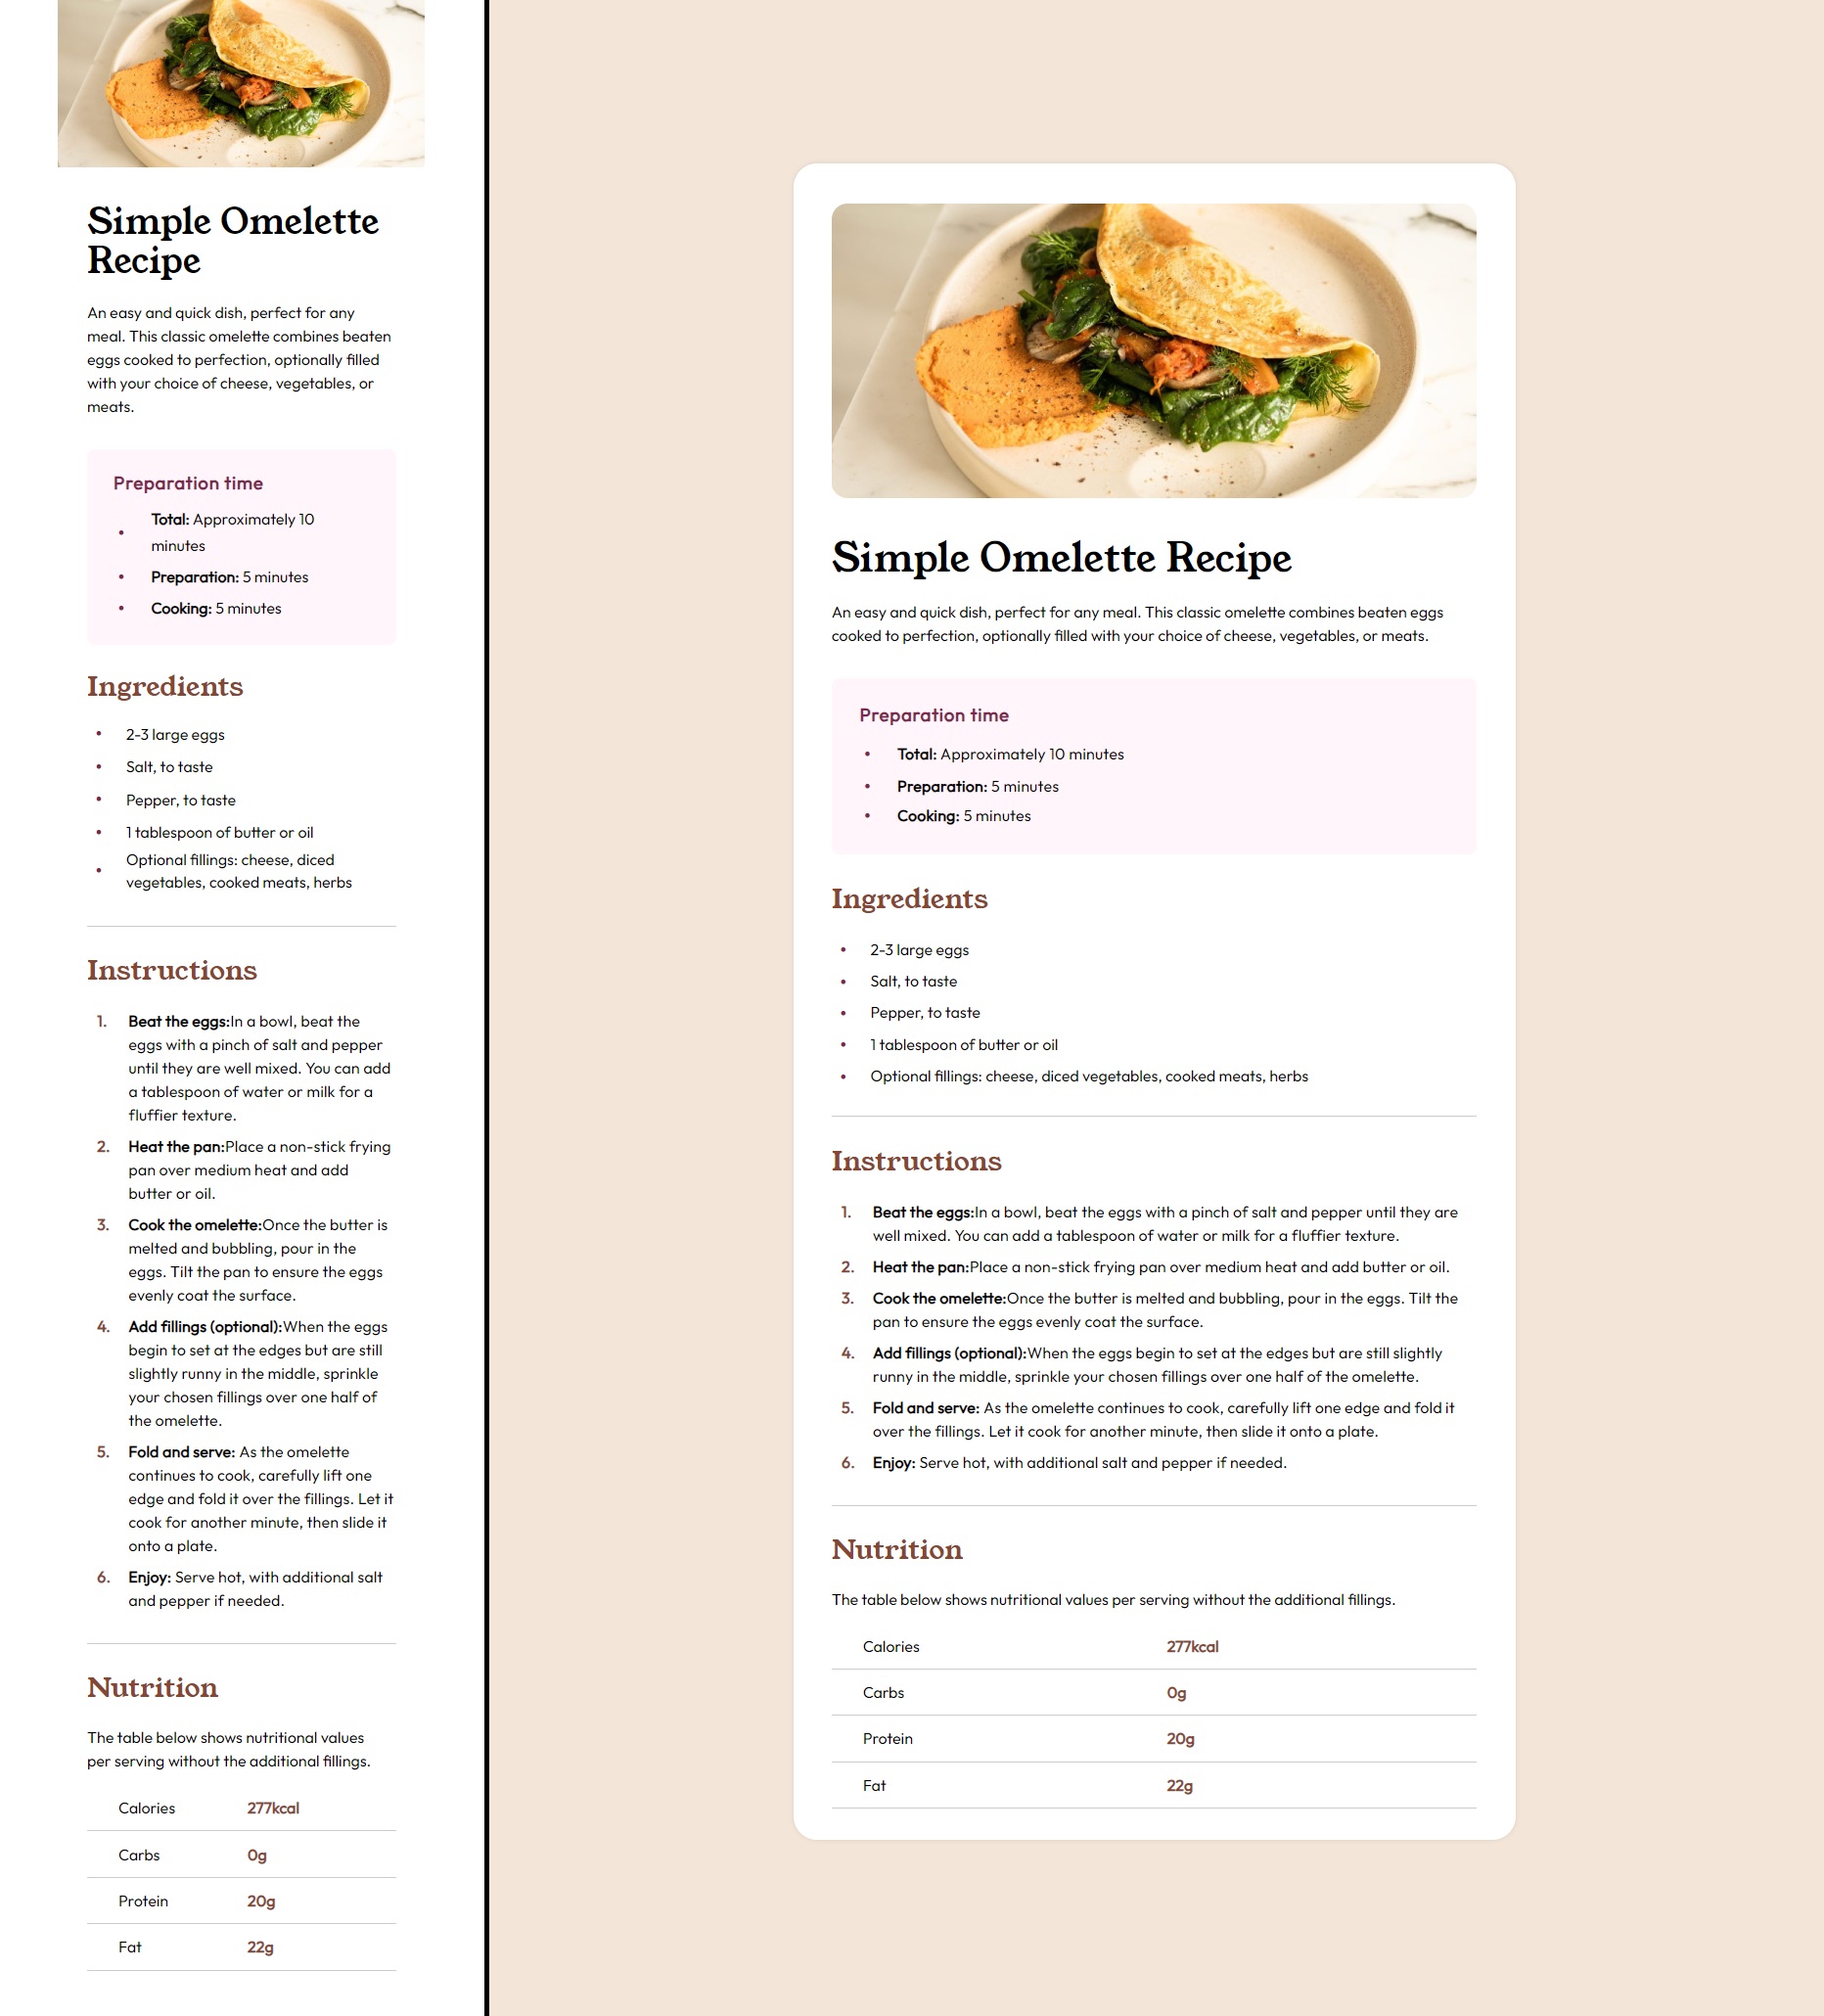 Simple Omelette
Recipe
An easy and quick dish, perfect for any
meal. This classic omelette combines beaten
eggs cooked to perfection, optionally filled
with your choice of cheese, vegetables, or
meats.
Preparation time
• Total: Approximately 10
minutes
• Preparation: 5 minutes
• Cooking: 5 minutes
Ingredients
• 2-3 large eggs
• Salt, to taste
• Pepper, to taste
• 1 tablespoon of butter or oil
• Optional fillings: cheese, diced
vegetables, cooked meats, herbs
Instructions
1. Beat the eggs:In a bowl, beat the
eggs with a pinch of salt and pepper
until they are well mixed. You can add
a tablespoon of water or milk for a
fluffier texture.
2. Heat the pan:Place a non-stick frying
pan over medium heat and add
butter or oil.
3. Cook the omelette:Once the butter is
melted and bubbling, pour in the
eggs. Tilt the pan to ensure the eggs
evenly coat the surface.
4. Add fillings (optional):When the eggs
begin to set at the edges but are still
slightly runny in the middle, sprinkle
your chosen fillings over one half of
the omelette.
5. Fold and serve: As the omelette
continues to cook, carefully lift one
edge and fold it over the fillings. Let it
cook for another minute, then slide it
onto a plate.
6. Enjoy: Serve hot, with additional salt
and pepper if needed.
Nutrition
The table below shows nutritional values
per serving without the additional fillings.
Calories 277kcal
Carbs 0g
Protein 20g
Fat 22g
Simple Omelette Recipe
An easy and quick dish, perfect for any meal. This classic omelette combines beaten eggs
cooked to perfection, optionally filled with your choice of cheese, vegetables, or meats.
Preparation time
• Total: Approximately 10 minutes
• Preparation: 5 minutes
• Cooking: 5 minutes
Ingredients
• 2-3 large eggs
• Salt, to taste
• Pepper, to taste
• 1 tablespoon of butter or oil
• Optional fillings: cheese, diced vegetables, cooked meats, herbs
Instructions
1. Beat the eggs:In a bowl, beat the eggs with a pinch of salt and pepper until they are
well mixed. You can add a tablespoon of water or milk for a fluffier texture.
2. Heat the pan:Place a non-stick frying pan over medium heat and add butter or oil.
3. Cook the omelette:Once the butter is melted and bubbling, pour in the eggs. Tilt the
pan to ensure the eggs evenly coat the surface.
4. Add fillings (optional):When the eggs begin to set at the edges but are still slightly
runny in the middle, sprinkle your chosen fillings over one half of the omelette.
5. Fold and serve: As the omelette continues to cook, carefully lift one edge and fold it
over the fillings. Let it cook for another minute, then slide it onto a plate.
6. Enjoy: Serve hot, with additional salt and pepper if needed.
Nutrition
The table below shows nutritional values per serving without the additional fillings.
Calories 277kcal
Carbs 0g
Protein 20g
Fat 22g